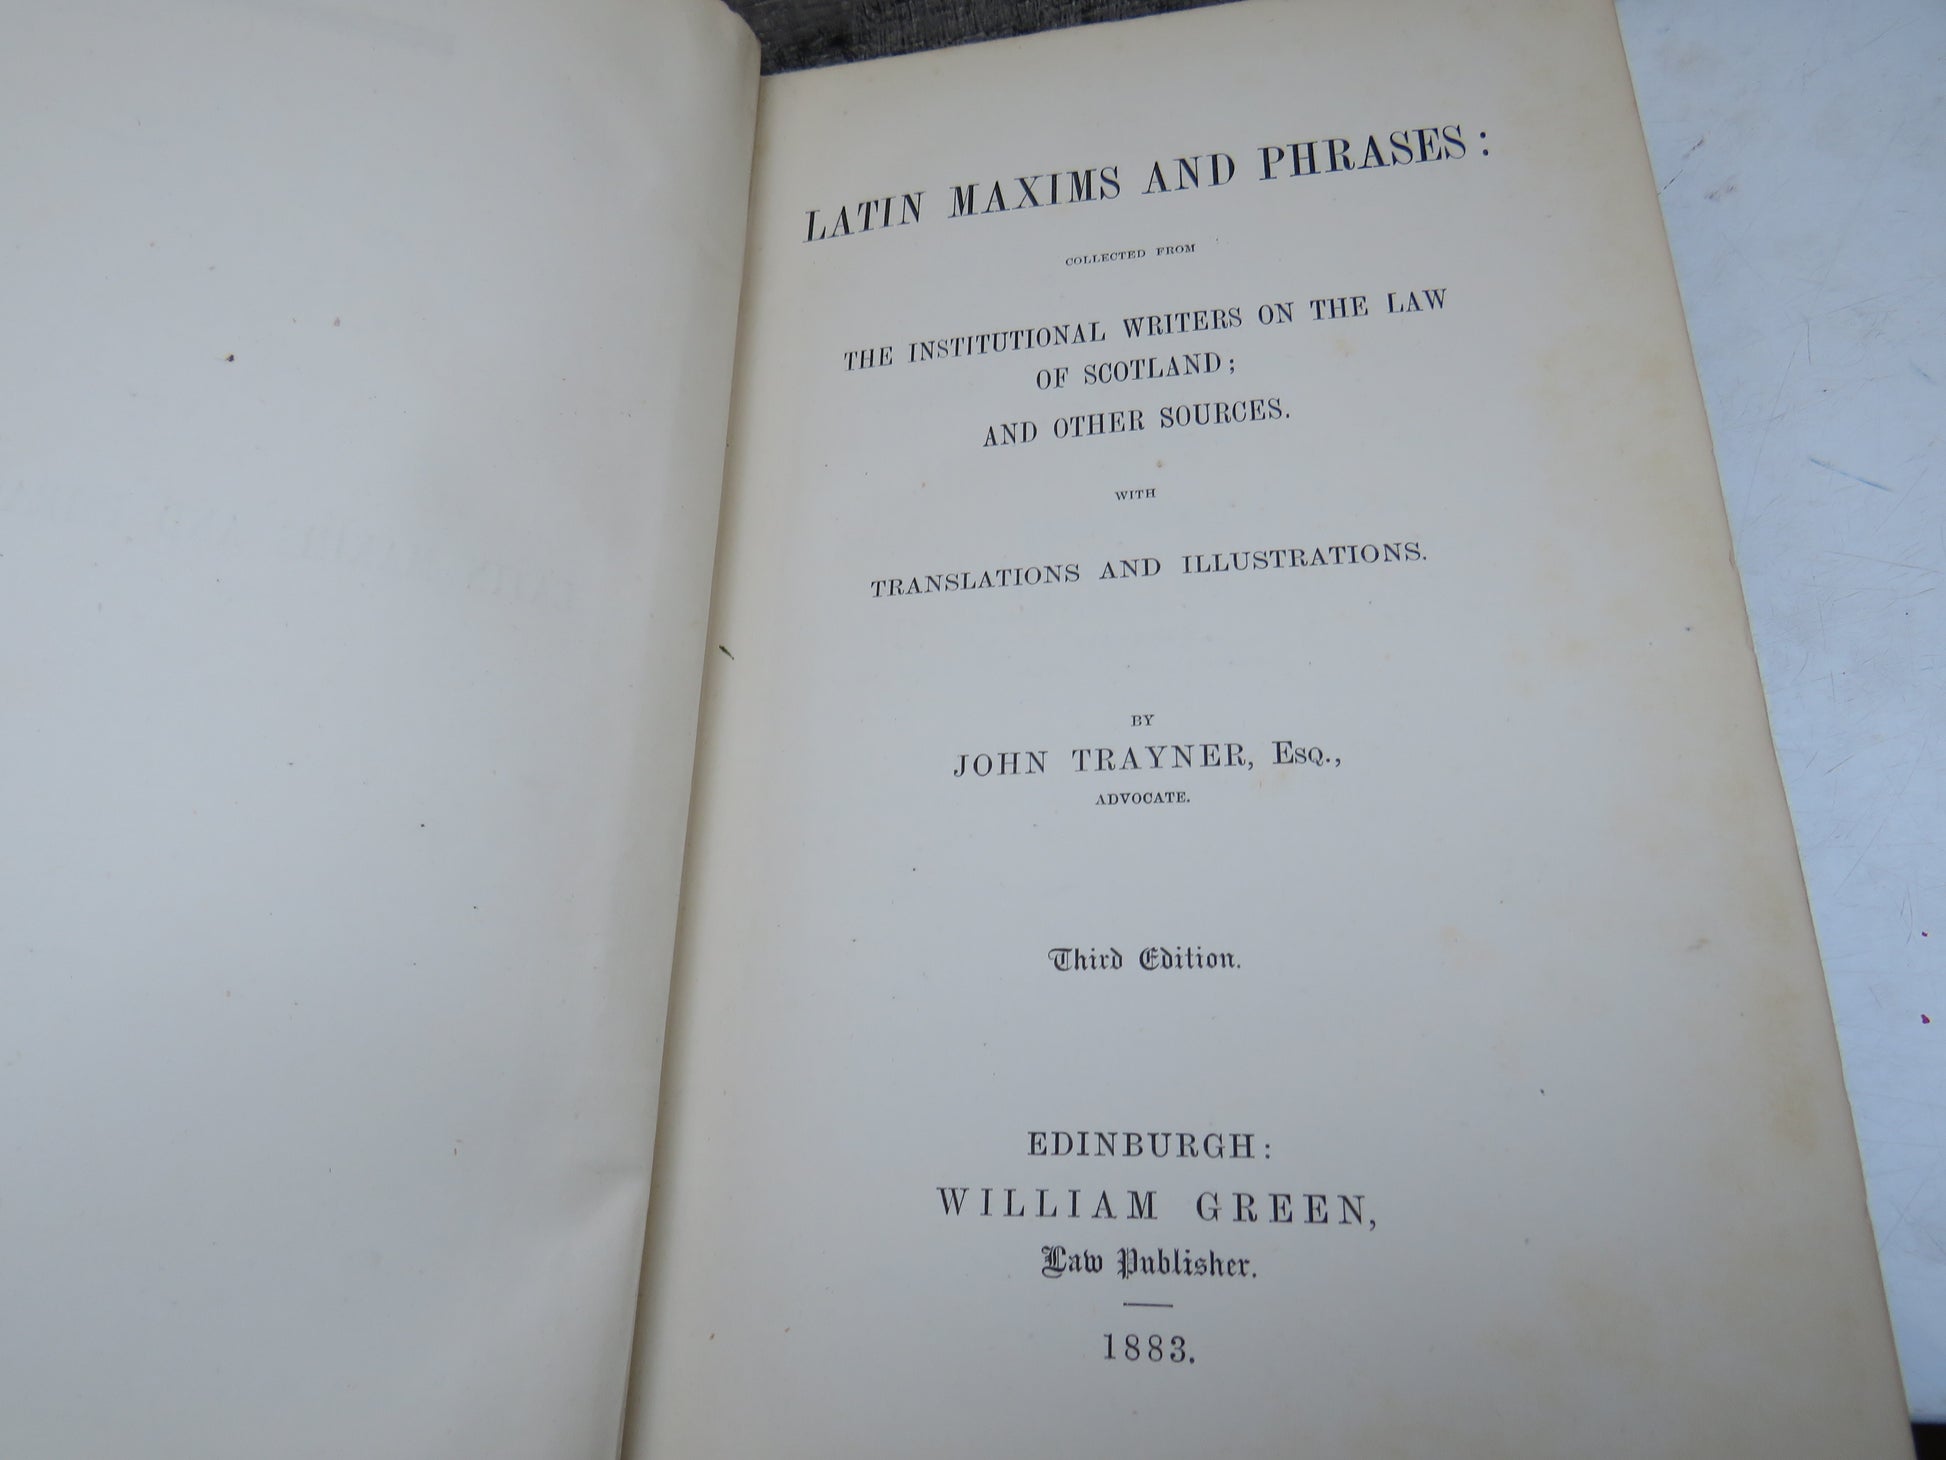 LATIN MAXIMS AND PHRASES:
COLLECTED FROM
THE INSTITUTIONAL WRITERS ON THE LAW
OF SCOTLAND;
AND OTHER SOURCES.
WITH
TRANSLATIONS AND ILLUSTRATIONS.
BY
JOHN TRAYNER, ESQ.,
ADVOCATE.
Third Edition.
EDINBURGH:
WILLIAM GREEN,
Law Publisher.
1883.